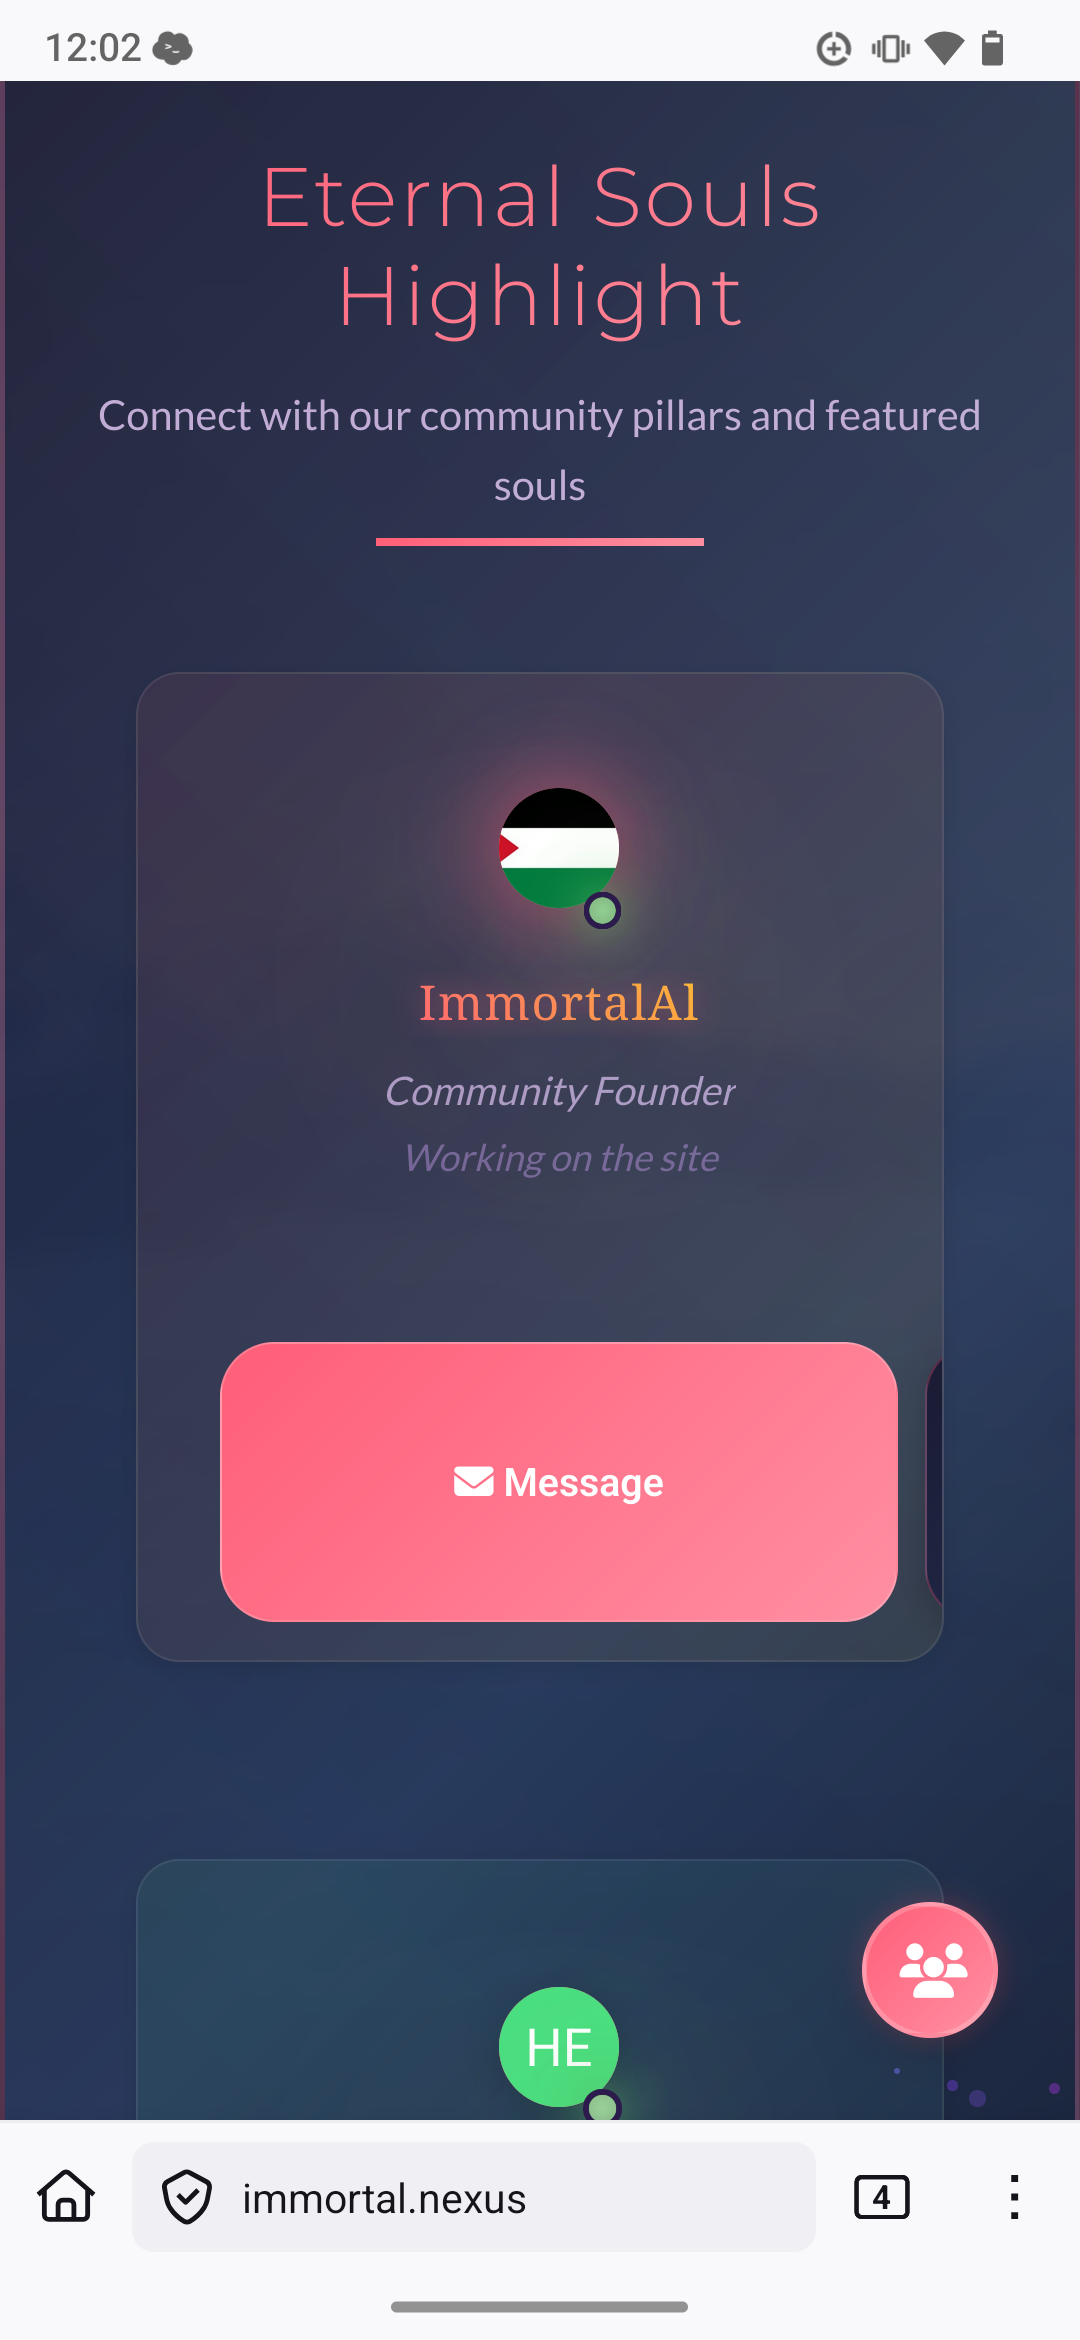 12:02
Eternal Souls
Highlight
Connect with our community pillars and featured
souls
ImmortalAl
Community Founder
Working on the site
Message
HE
immortal.nexus
4